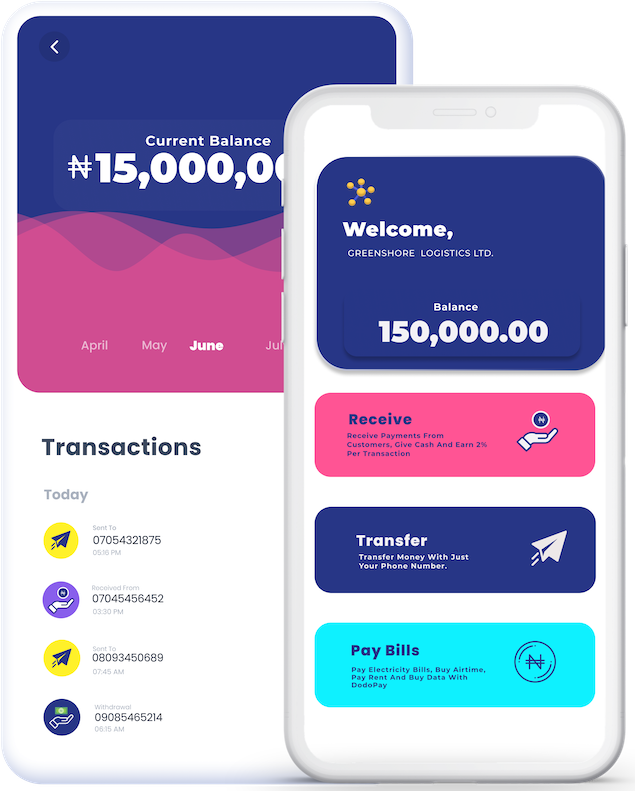 Current Balance
₦15,000,00
April May June Jul
Transactions
Today
Sent To
07054321875
05:16 PM
Received From
07045456452
03:30 PM
Sent To
08093450689
07:45 AM
Withdrawal
09085465214
06:15 AM
Welcome,
GREENSHORE LOGISTICS LTD.
Balance
150,000.00
Receive
Receive Payments From
Customers, Give Cash And Earn 2%
Per Transaction
Transfer
Transfer Money With Just
Your Phone Number.
Pay Bills
Pay Electricity Bills, Buy Airtime,
Pay Rent And Buy Data With
DodoPay